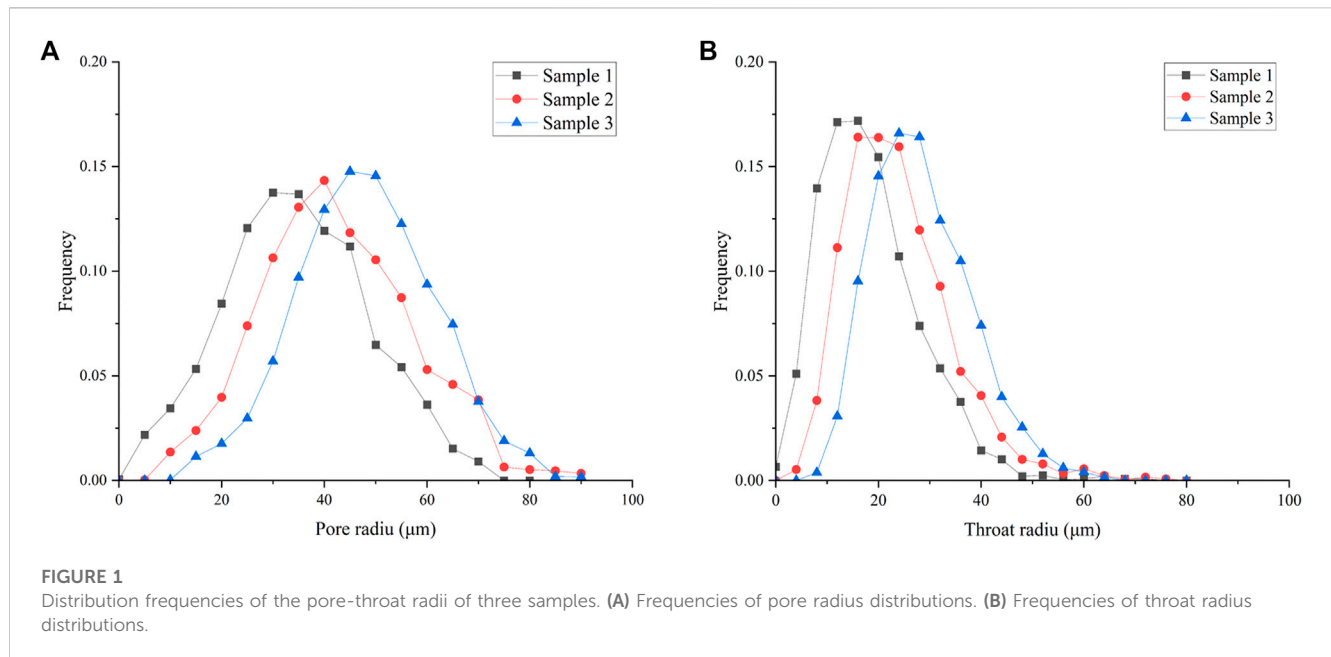 A
0.20
0.15
0.10
0.05
0.00
Frequency
0
20
40
60
80
100
Pore radiu (μm)
Sample 1
Sample 2
Sample 3
B
0.20
0.15
0.10
0.05
0.00
Frequency
0
20
40
60
80
100
Throat radiu (μm)
Sample 1
Sample 2
Sample 3
FIGURE 1
Distribution frequencies of the pore-throat radii of three samples. (A) Frequencies of pore radius distributions. (B) Frequencies of throat radius
distributions.